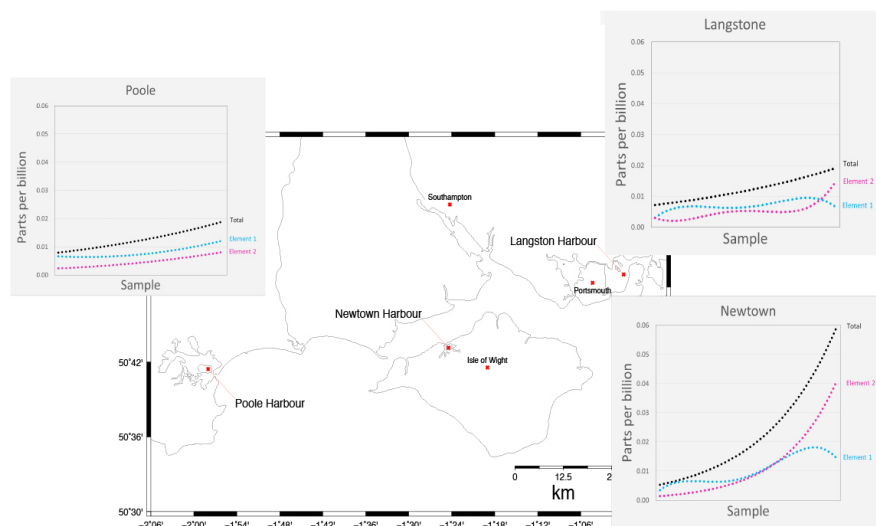 Langstone
0.06
0.05
0.04
0.03
0.02
0.01
0.00
Parts per billion
Total
Element 2
Element 1
Sample
Poole
0.06
0.05
0.04
0.03
0.02
0.01
0.00
Parts per billion
Total
Element 1
Element 2
Sample
Southampton
Langston Harbour
Portsmouth
Newtown Harbour
Isle of Wight
Poole Harbour
50°42'
50°36'
50°30'
0 12.5
km
-2°06' -2°00' -1°54' -1°48' -1°42' -1°36' -1°30' -1°24' -1°18' -1°12' -1°06'
Newtown
0.06
0.05
0.04
0.03
0.02
0.01
0.00
Parts per billion
Total
Element 2
Element 1
Sample